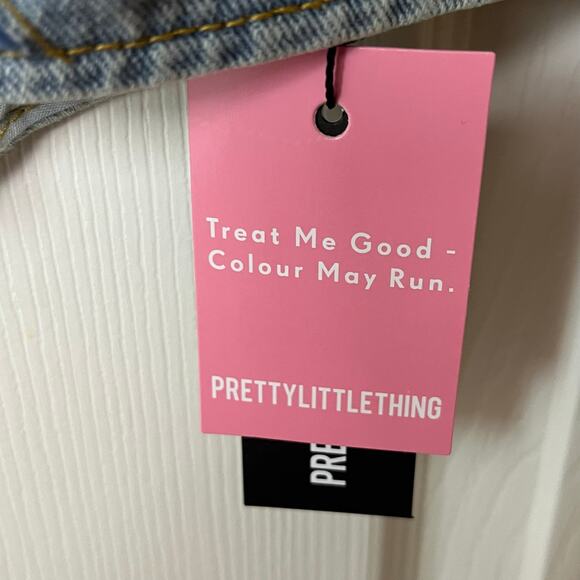 Treat Me Good -
Colour May Run.
PRETTYLITTLETHING
PRE